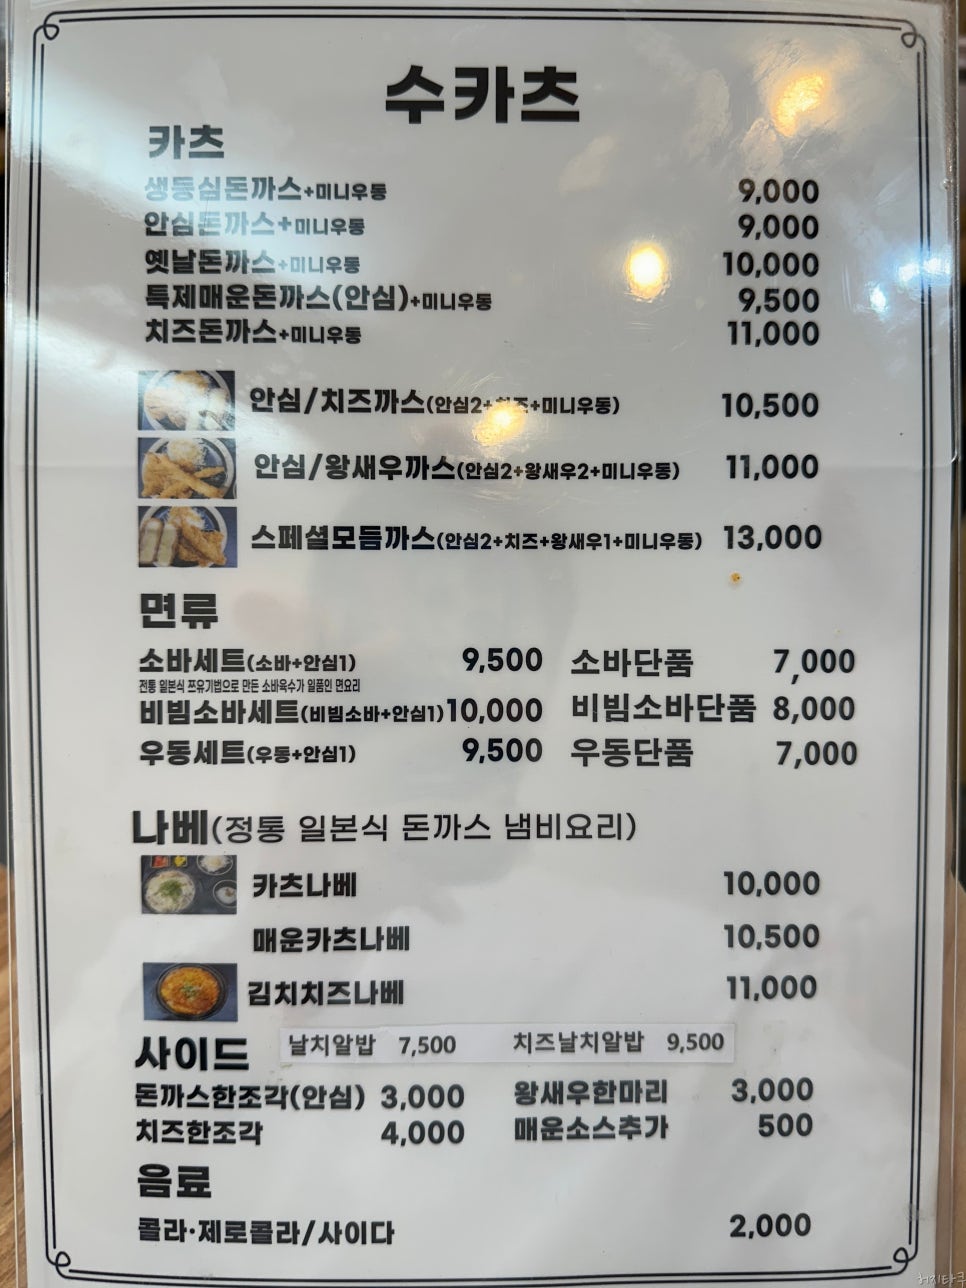 수카츠
카츠
생등심돈까스+미니우동 9,000
안심돈까스+미니우동 9,000
옛날돈까스+미니우동 10,000
특제매운돈까스(안심)+미니우동 9,500
치즈돈까스+미니우동 11,000
안심/치즈까스(안심2+치즈+미니우동) 10,500
안심/왕새우까스(안심2+왕새우2+미니우동) 11,000
스페셜모듬까스(안심2+치즈+왕새우1+미니우동) 13,000
면류
소바세트(소바+안심1) 9,500 소바단품 7,000
전통 일본식 쯔유기법으로 만든 소바육수가 일품인 면요리
비빔소바세트(비빔소바+안심1) 10,000 비빔소바단품 8,000
우동세트(우동+안심1) 9,500 우동단품 7,000
나베(정통 일본식 돈까스 냄비요리)
카츠나베 10,000
매운카츠나베 10,500
김치치즈나베 11,000
사이드 날치알밥 7,500 치즈날치알밥 9,500
돈까스한조각(안심) 3,000 왕새우한마리 3,000
치즈한조각 4,000 매운소스추가 500
음료
콜라·제로콜라/사이다 2,000